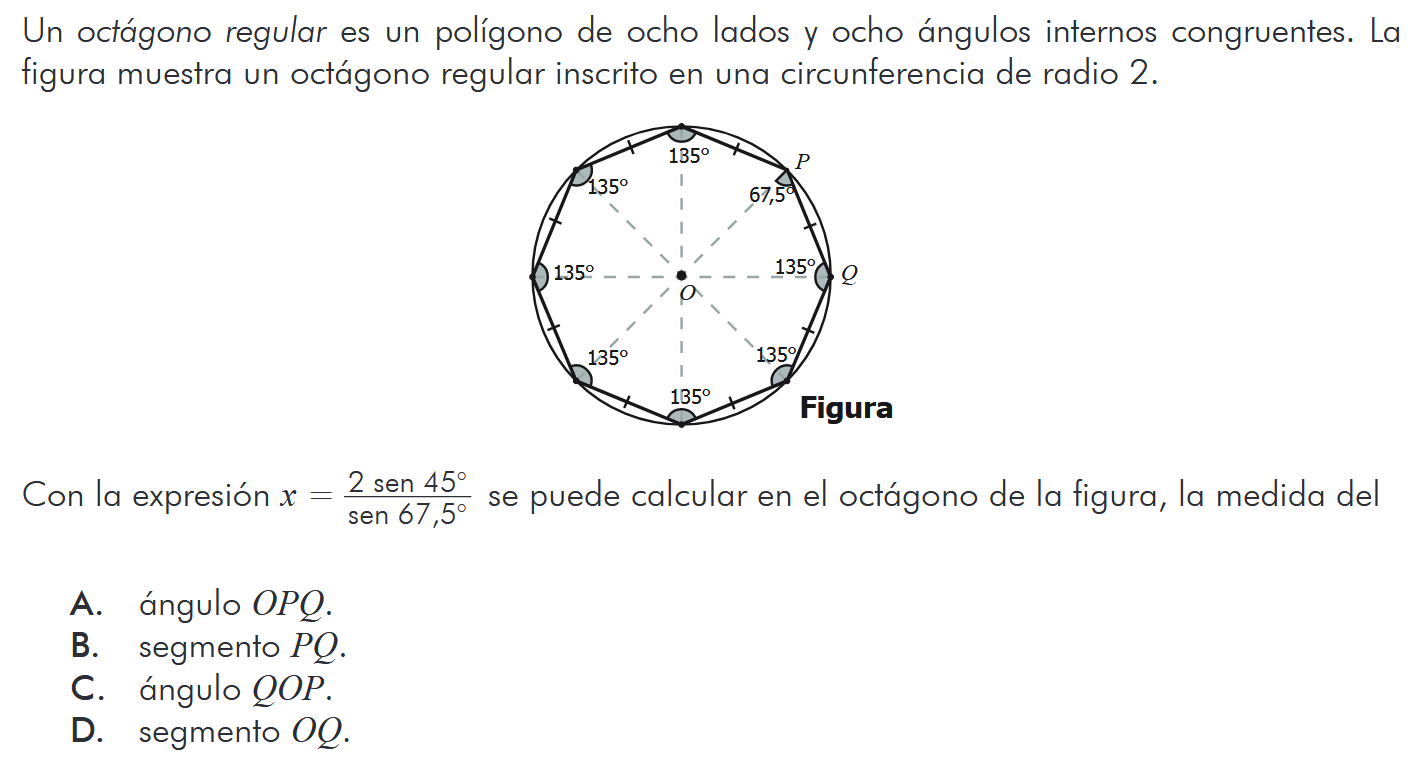 Un octágono regular es un polígono de ocho lados y ocho ángulos internos congruentes. La
figura muestra un octágono regular inscrito en una circunferencia de radio 2.
135°
P
135°
67,5°
135°
135°
Q
O
135°
135°
135°
Figura
Con la expresión x = 2 sen 45° / sen 67,5° se puede calcular en el octágono de la figura, la medida del
A. ángulo OPQ.
B. segmento PQ.
C. ángulo QOP.
D. segmento OQ.